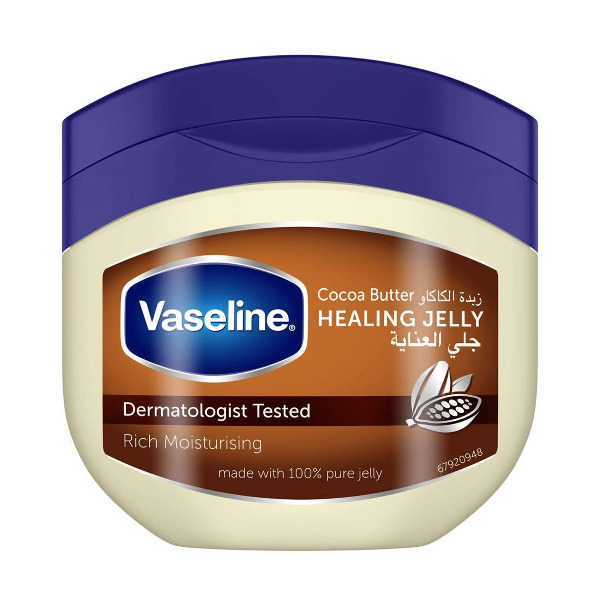 Vaseline®
Cocoa Butter زبدة الكاكاو
HEALING JELLY
جلي العناية
Dermatologist Tested
Rich Moisturising
made with 100% pure jelly
67920948